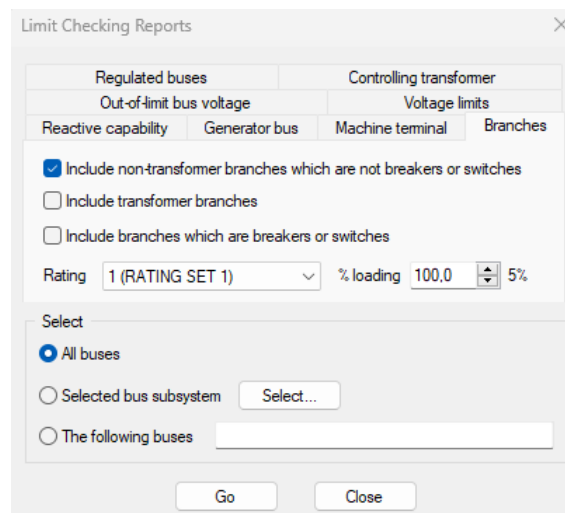 Limit Checking Reports
Regulated buses Controlling transfomer
Out-of-limit bus voltage Voltage limits
Reactive capability Generator bus Machine terminal Branches
Include non-transformer branches which are not breakers or switches
Include transformer branches
Include branches which are breakers or switches
Rating 1 (RATING SET 1) % loading 100,0 5%
Select
All buses
Selected bus subsystem Select...
The following buses
Go Close